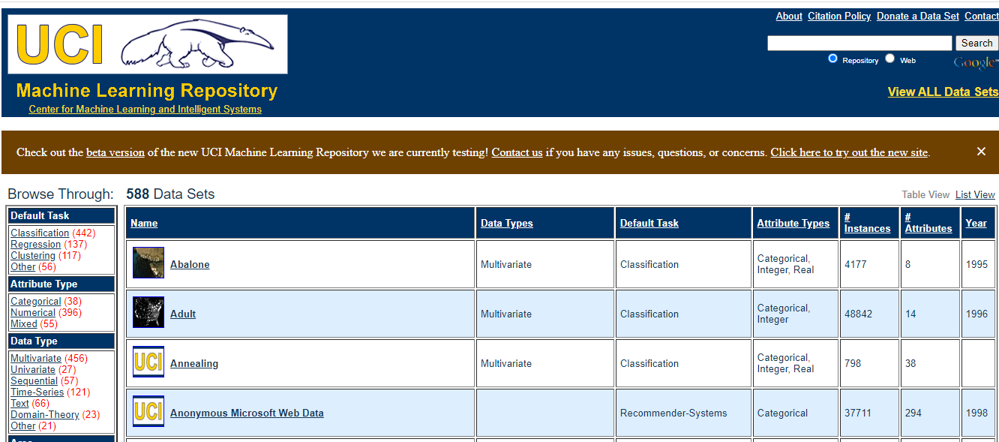 UCI
Machine Learning Repository
Center for Machine Learning and Intelligent Systems
About Citation Policy Donate a Data Set Contact
Search
Repository Web
Google
View ALL Data Sets
Check out the beta version of the new UCI Machine Learning Repository we are currently testing! Contact us if you have any issues, questions, or concerns. Click here to try out the new site. ×
Browse Through:
Default Task
Classification (442)
Regression (137)
Clustering (117)
Other (56)
Attribute Type
Categorical (38)
Numerical (396)
Mixed (55)
Data Type
Multivariate (456)
Univariate (27)
Sequential (57)
Time-Series (121)
Text (66)
Domain-Theory (23)
Other (21)
588 Data Sets
Table View List View
Name Data Types Default Task Attribute Types # Instances # Attributes Year
Abalone Multivariate Classification Categorical, Integer, Real 4177 8 1995
Adult Multivariate Classification Categorical, Integer 48842 14 1996
UCI Annealing Multivariate Classification Categorical, Integer, Real 798 38
UCI Anonymous Microsoft Web Data Recommender-Systems Categorical 37711 294 1998